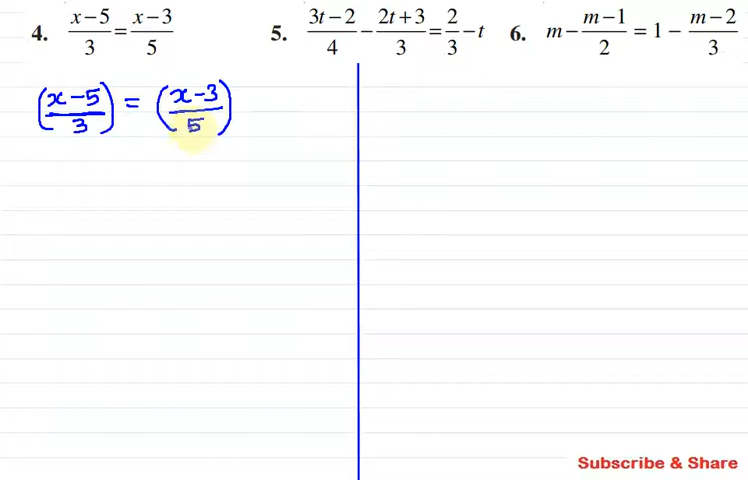 4. (x−5)/3 = (x−3)/5
5. (3t−2)/4 − (2t+3)/3 = 2/3 − t
6. m − (m−1)/2 = 1 − (m−2)/3
((x−5)/3) = ((x−3)/5)
Subscribe & Share